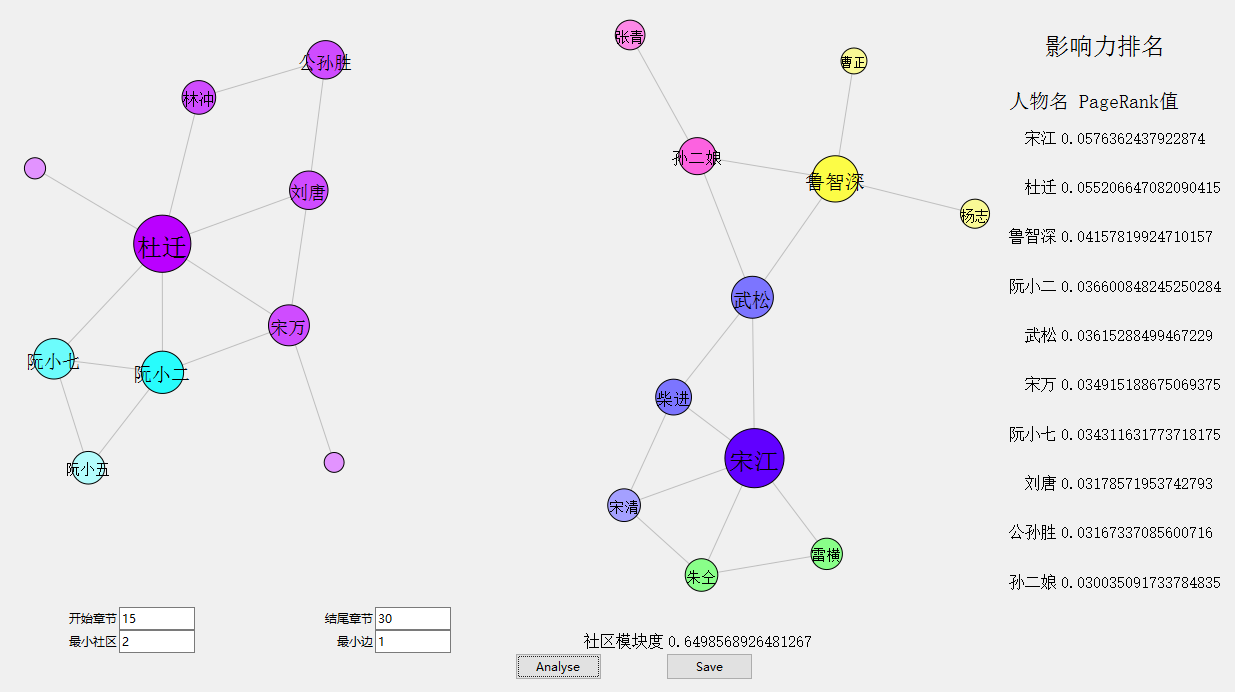 公孙胜
林冲
刘唐
杜迁
宋万
阮小七
阮小二
阮小五
张青
曹正
孙二娘
鲁智深
杨志
武松
柴进
宋江
宋清
雷横
朱仝
影响力排名
人物名 PageRank值
宋江 0.0576362437922874
杜迁 0.055206647082090415
鲁智深 0.04157819924710157
阮小二 0.036600848245250284
武松 0.03615288499467229
宋万 0.034915188675069375
阮小七 0.034311631773718175
刘唐 0.03178571953742793
公孙胜 0.03167337085600716
孙二娘 0.030035091733784835
开始章节 15
结尾章节 30
最小社区 2
最小边 1
社区模块度 0.6498568926481267
Analyse
Save